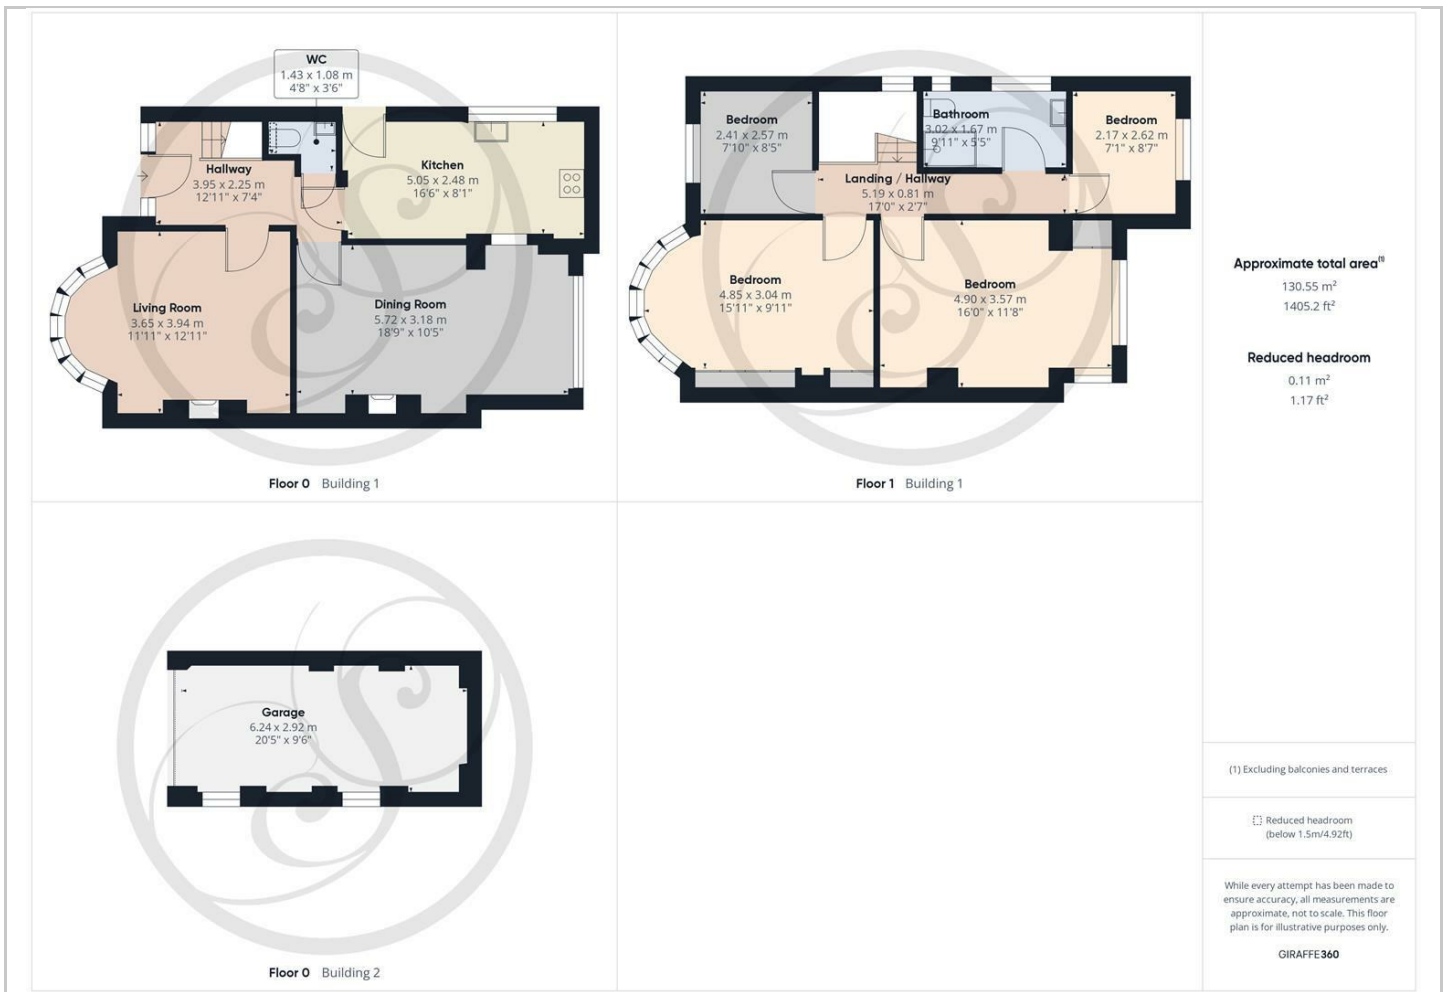 WC
1.43 x 1.08 m
4'8" x 3'6"
Hallway
3.95 x 2.25 m
12'11" x 7'4"
Kitchen
5.05 x 2.48 m
16'6" x 8'1"
Living Room
3.65 x 3.94 m
11'11" x 12'11"
Dining Room
5.72 x 3.18 m
18'9" x 10'5"
Floor 0 Building 1
Bedroom
2.41 x 2.57 m
7'10" x 8'5"
Bathroom
3.02 x 1.67 m
9'11" x 5'5"
Bedroom
2.17 x 2.62 m
7'1" x 8'7"
Landing / Hallway
5.19 x 0.81 m
17'0" x 2'7"
Bedroom
4.85 x 3.04 m
15'11" x 9'11"
Bedroom
4.90 x 3.57 m
16'0" x 11'8"
Floor 1 Building 1
Garage
6.24 x 2.92 m
20'5" x 9'6"
Floor 0 Building 2
Approximate total area⁽¹⁾
130.55 m²
1405.2 ft²
Reduced headroom
0.11 m²
1.17 ft²
(1) Excluding balconies and terraces
Reduced headroom
(below 1.5m/4.92ft)
While every attempt has been made to
ensure accuracy, all measurements are
approximate, not to scale. This floor
plan is for illustrative purposes only.
GIRAFFE360